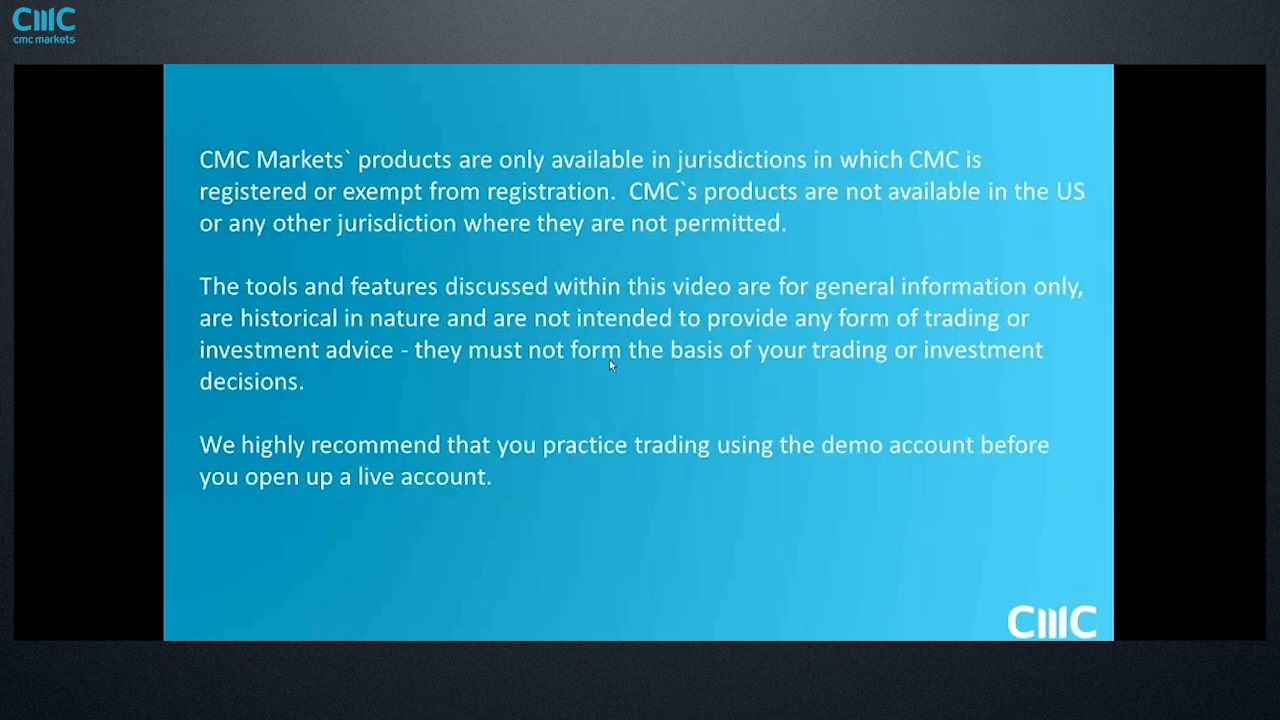 CMC
cmc markets
CMC Markets` products are only available in jurisdictions in which CMC is
registered or exempt from registration.  CMC`s products are not available in the US
or any other jurisdiction where they are not permitted.
The tools and features discussed within this video are for general information only,
are historical in nature and are not intended to provide any form of trading or
investment advice - they must not form the basis of your trading or investment
decisions.
We highly recommend that you practice trading using the demo account before
you open up a live account.
CMC